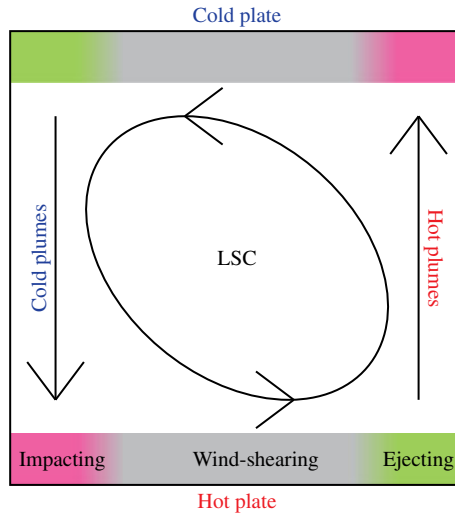 Cold plate
Cold plumes
LSC
Hot plumes
Impacting
Wind-shearing
Ejecting
Hot plate